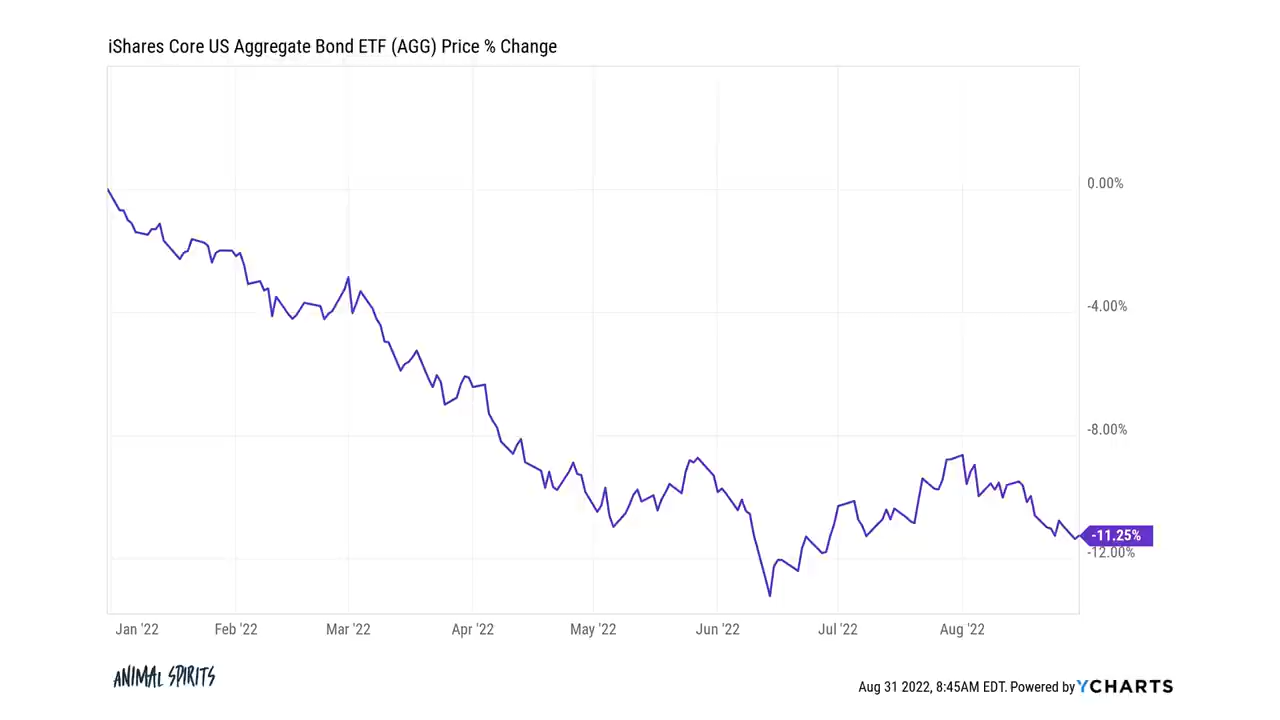 iShares Core US Aggregate Bond ETF (AGG) Price % Change
0.00%
-4.00%
-8.00%
-11.25%
-12.00%
Jan '22 Feb '22 Mar '22 Apr '22 May '22 Jun '22 Jul '22 Aug '22
ANIMAL SPIRITS
Aug 31 2022, 8:45AM EDT. Powered by YCHARTS